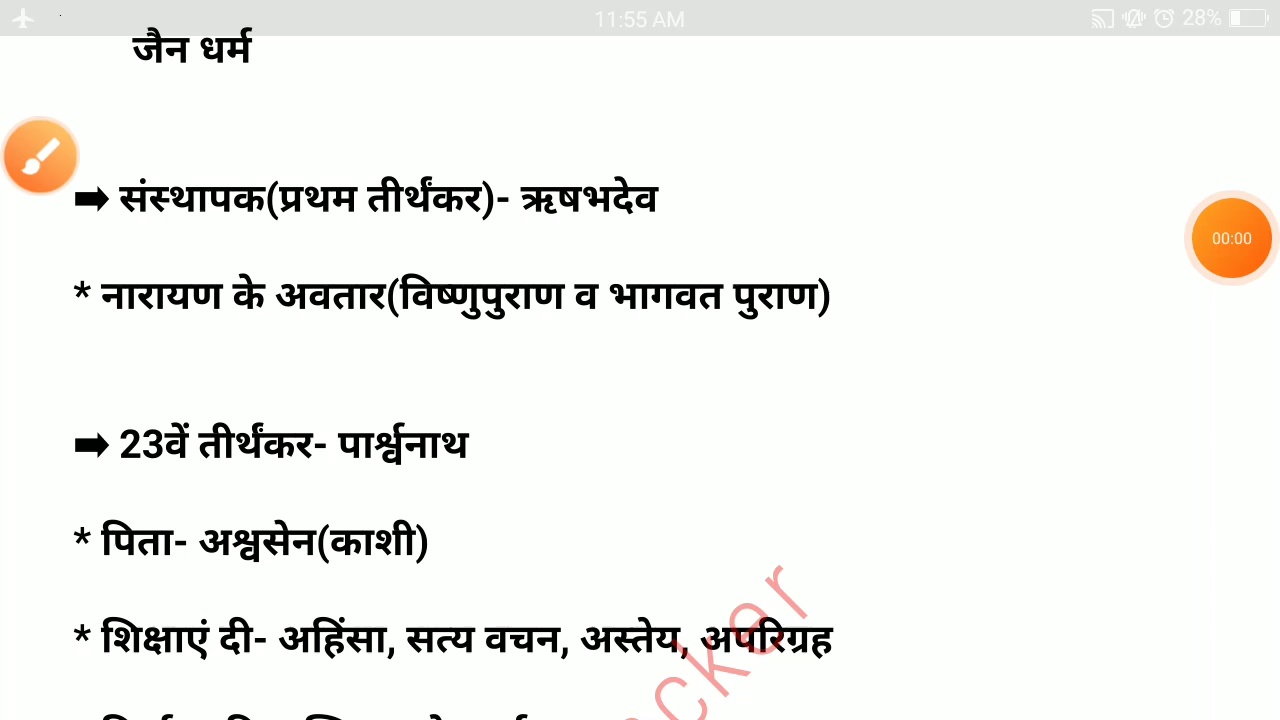 11:55 AM
28%
जैन धर्म
➡ संस्थापक(प्रथम तीर्थंकर)- ऋषभदेव
00:00
* नारायण के अवतार(विष्णुपुराण व भागवत पुराण)
➡ 23वें तीर्थंकर- पार्श्वनाथ
* पिता- अश्वसेन(काशी)
* शिक्षाएं दी- अहिंसा, सत्य वचन, अस्तेय, अपरिग्रह
cker